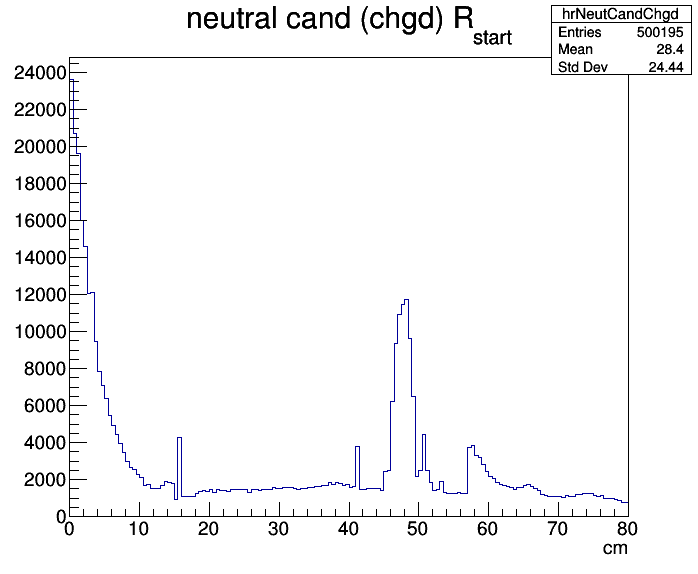 neutral cand (chgd) R_start
hrNeutCandChgd
Entries 500195
Mean 28.4
Std Dev 24.44
24000
22000
20000
18000
16000
14000
12000
10000
8000
6000
4000
2000
0
0 10 20 30 40 50 60 70 80
cm